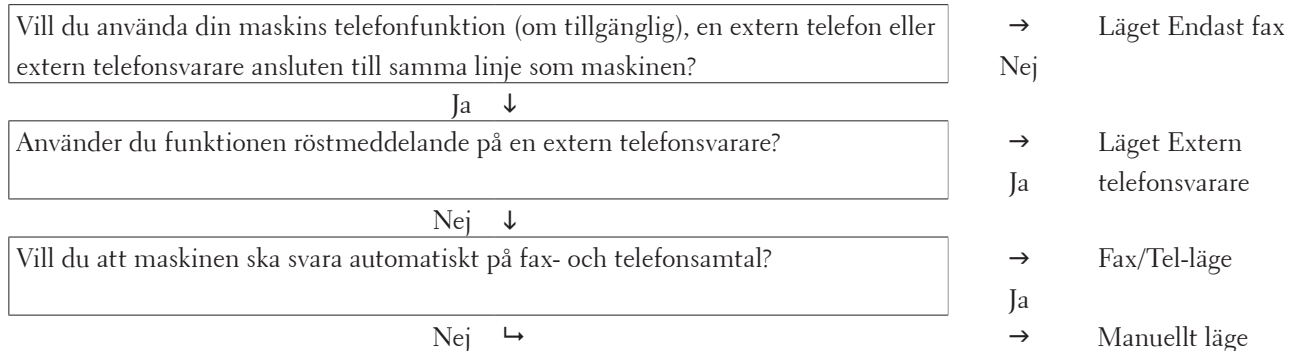 Vill du använda din maskins telefonfunktion (om tillgänglig), en extern telefon eller → Läget Endast fax
extern telefonsvarare ansluten till samma linje som maskinen? Nej
Ja ↓
Använder du funktionen röstmeddelande på en extern telefonsvarare? → Läget Extern
Ja telefonsvarare
Nej ↓
Vill du att maskinen ska svara automatiskt på fax- och telefonsamtal? → Fax/Tel-läge
Ja
Nej ↳ → Manuellt läge